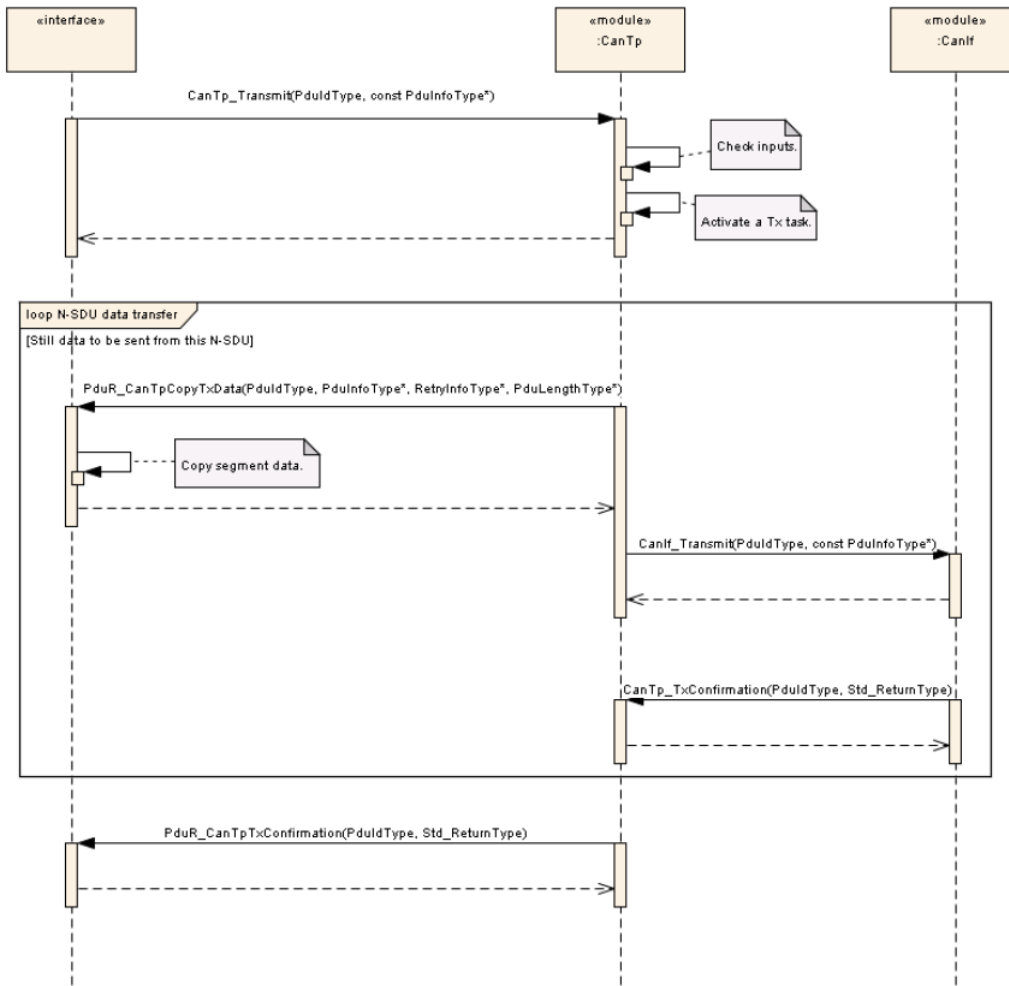 «interface»
«module»
:CanTp
«module»
:CanIf
CanTp_Transmit(PduIdType, const PduInfoType*)
Check inputs.
Activate a Tx task.
loop N-SDU data transfer
[Still data to be sent from this N-SDU]
PduR_CanTpCopyTxData(PduIdType, PduInfoType*, RetryInfoType*, PduLengthType*)
Copy segment data.
CanIf_Transmit(PduIdType, const PduInfoType*)
CanTp_TxConfirmation(PduIdType, Std_ReturnType)
PduR_CanTpTxConfirmation(PduIdType, Std_ReturnType)